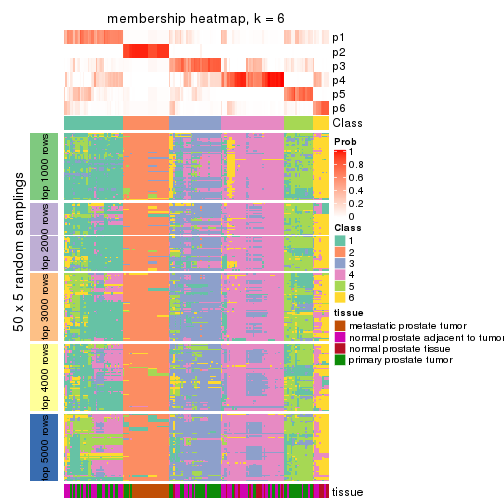 membership heatmap, k = 6
p1
p2
p3
p4
p5
p6
Class
50 x 5 random samplings
top 1000 rows
top 2000 rows
top 3000 rows
top 4000 rows
top 5000 rows
Prob
1
0.8
0.6
0.4
0.2
0
Class
1
2
3
4
5
6
tissue
metastatic prostate tumor
normal prostate adjacent to tumor
normal prostate tissue
primary prostate tumor
tissue